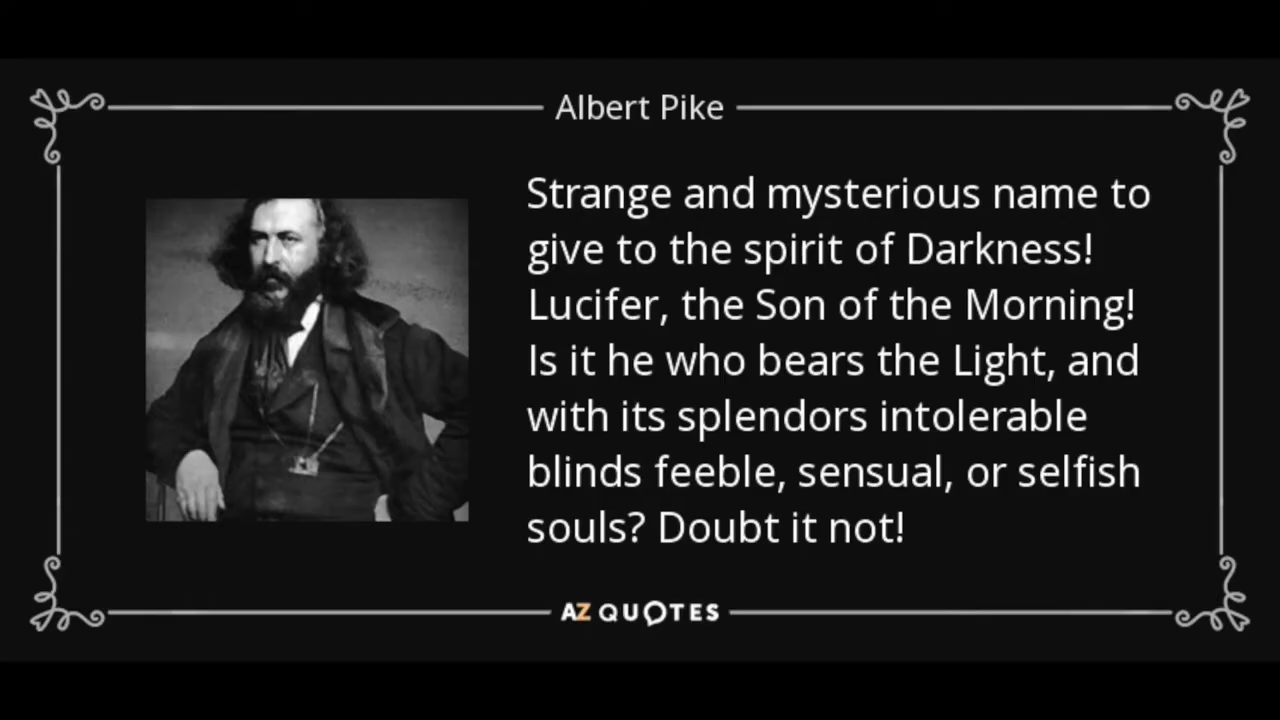 Albert Pike
Strange and mysterious name to
give to the spirit of Darkness!
Lucifer, the Son of the Morning!
Is it he who bears the Light, and
with its splendors intolerable
blinds feeble, sensual, or selfish
souls? Doubt it not!
AZ QUOTES